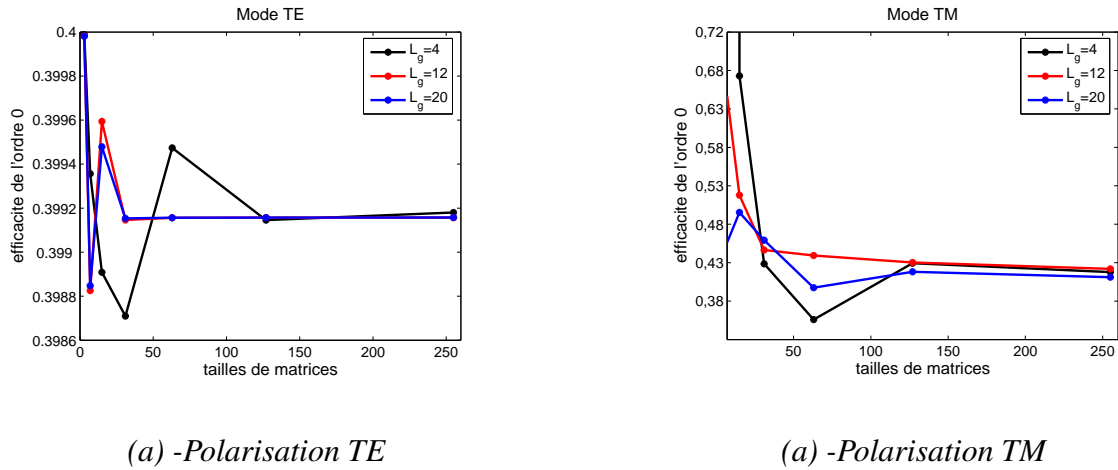 Mode TE
0.4
0.3998
0.3996
0.3994
0.3992
0.399
0.3988
0.3986
efficacite de l'ordre 0
0 50 100 150 200 250
tailles de matrices
L_g=4
L_g=12
L_g=20
(a) -Polarisation TE
Mode TM
0,72
0,68
0,63
0,58
0,53
0,48
0,43
0,38
efficacite de l'ordre 0
50 100 150 200 250
tailles de matrices
L_g=4
L_g=12
L_g=20
(a) -Polarisation TM